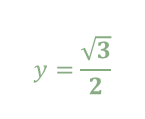 y = √3/2